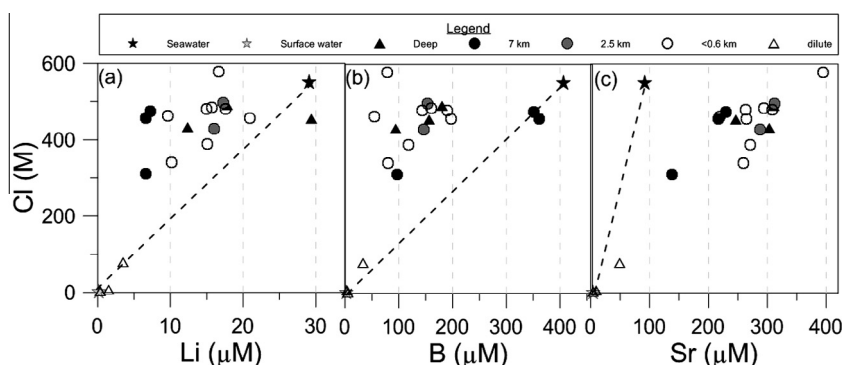 Legend
Seawater Surface water Deep 7 km 2.5 km <0.6 km dilute
600
400
200
0
Cl (M)
(a)
(b)
(c)
0 10 20 30
0 100 200 300 400
100 200 300 400
Li (µM)
B (µM)
Sr (µM)